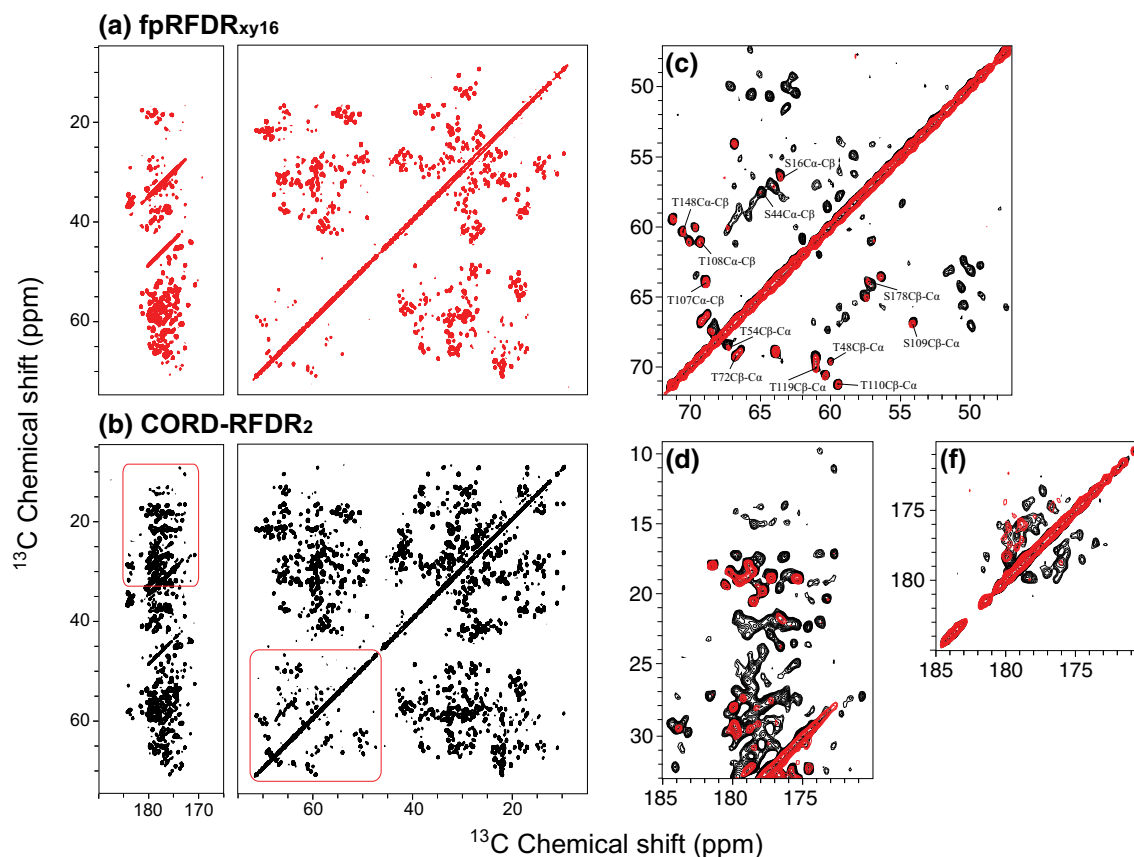 (a) fpRFDRxy16
20
40
60
(b) CORD-RFDR2
20
40
60
180 170
60 40 20
¹³C Chemical shift (ppm)
¹³C Chemical shift (ppm)
(c)
50
55
60
65
70
70 65 60 55 50
S16Cα-Cβ
T148Cα-Cβ
S44Cα-Cβ
T108Cα-Cβ
T107Cα-Cβ
S178Cβ-Cα
S109Cβ-Cα
T54Cβ-Cα
T48Cβ-Cα
T72Cβ-Cα
T119Cβ-Cα
T110Cβ-Cα
(d)
10
15
20
25
30
185 180 175
(f)
175
180
185 180 175